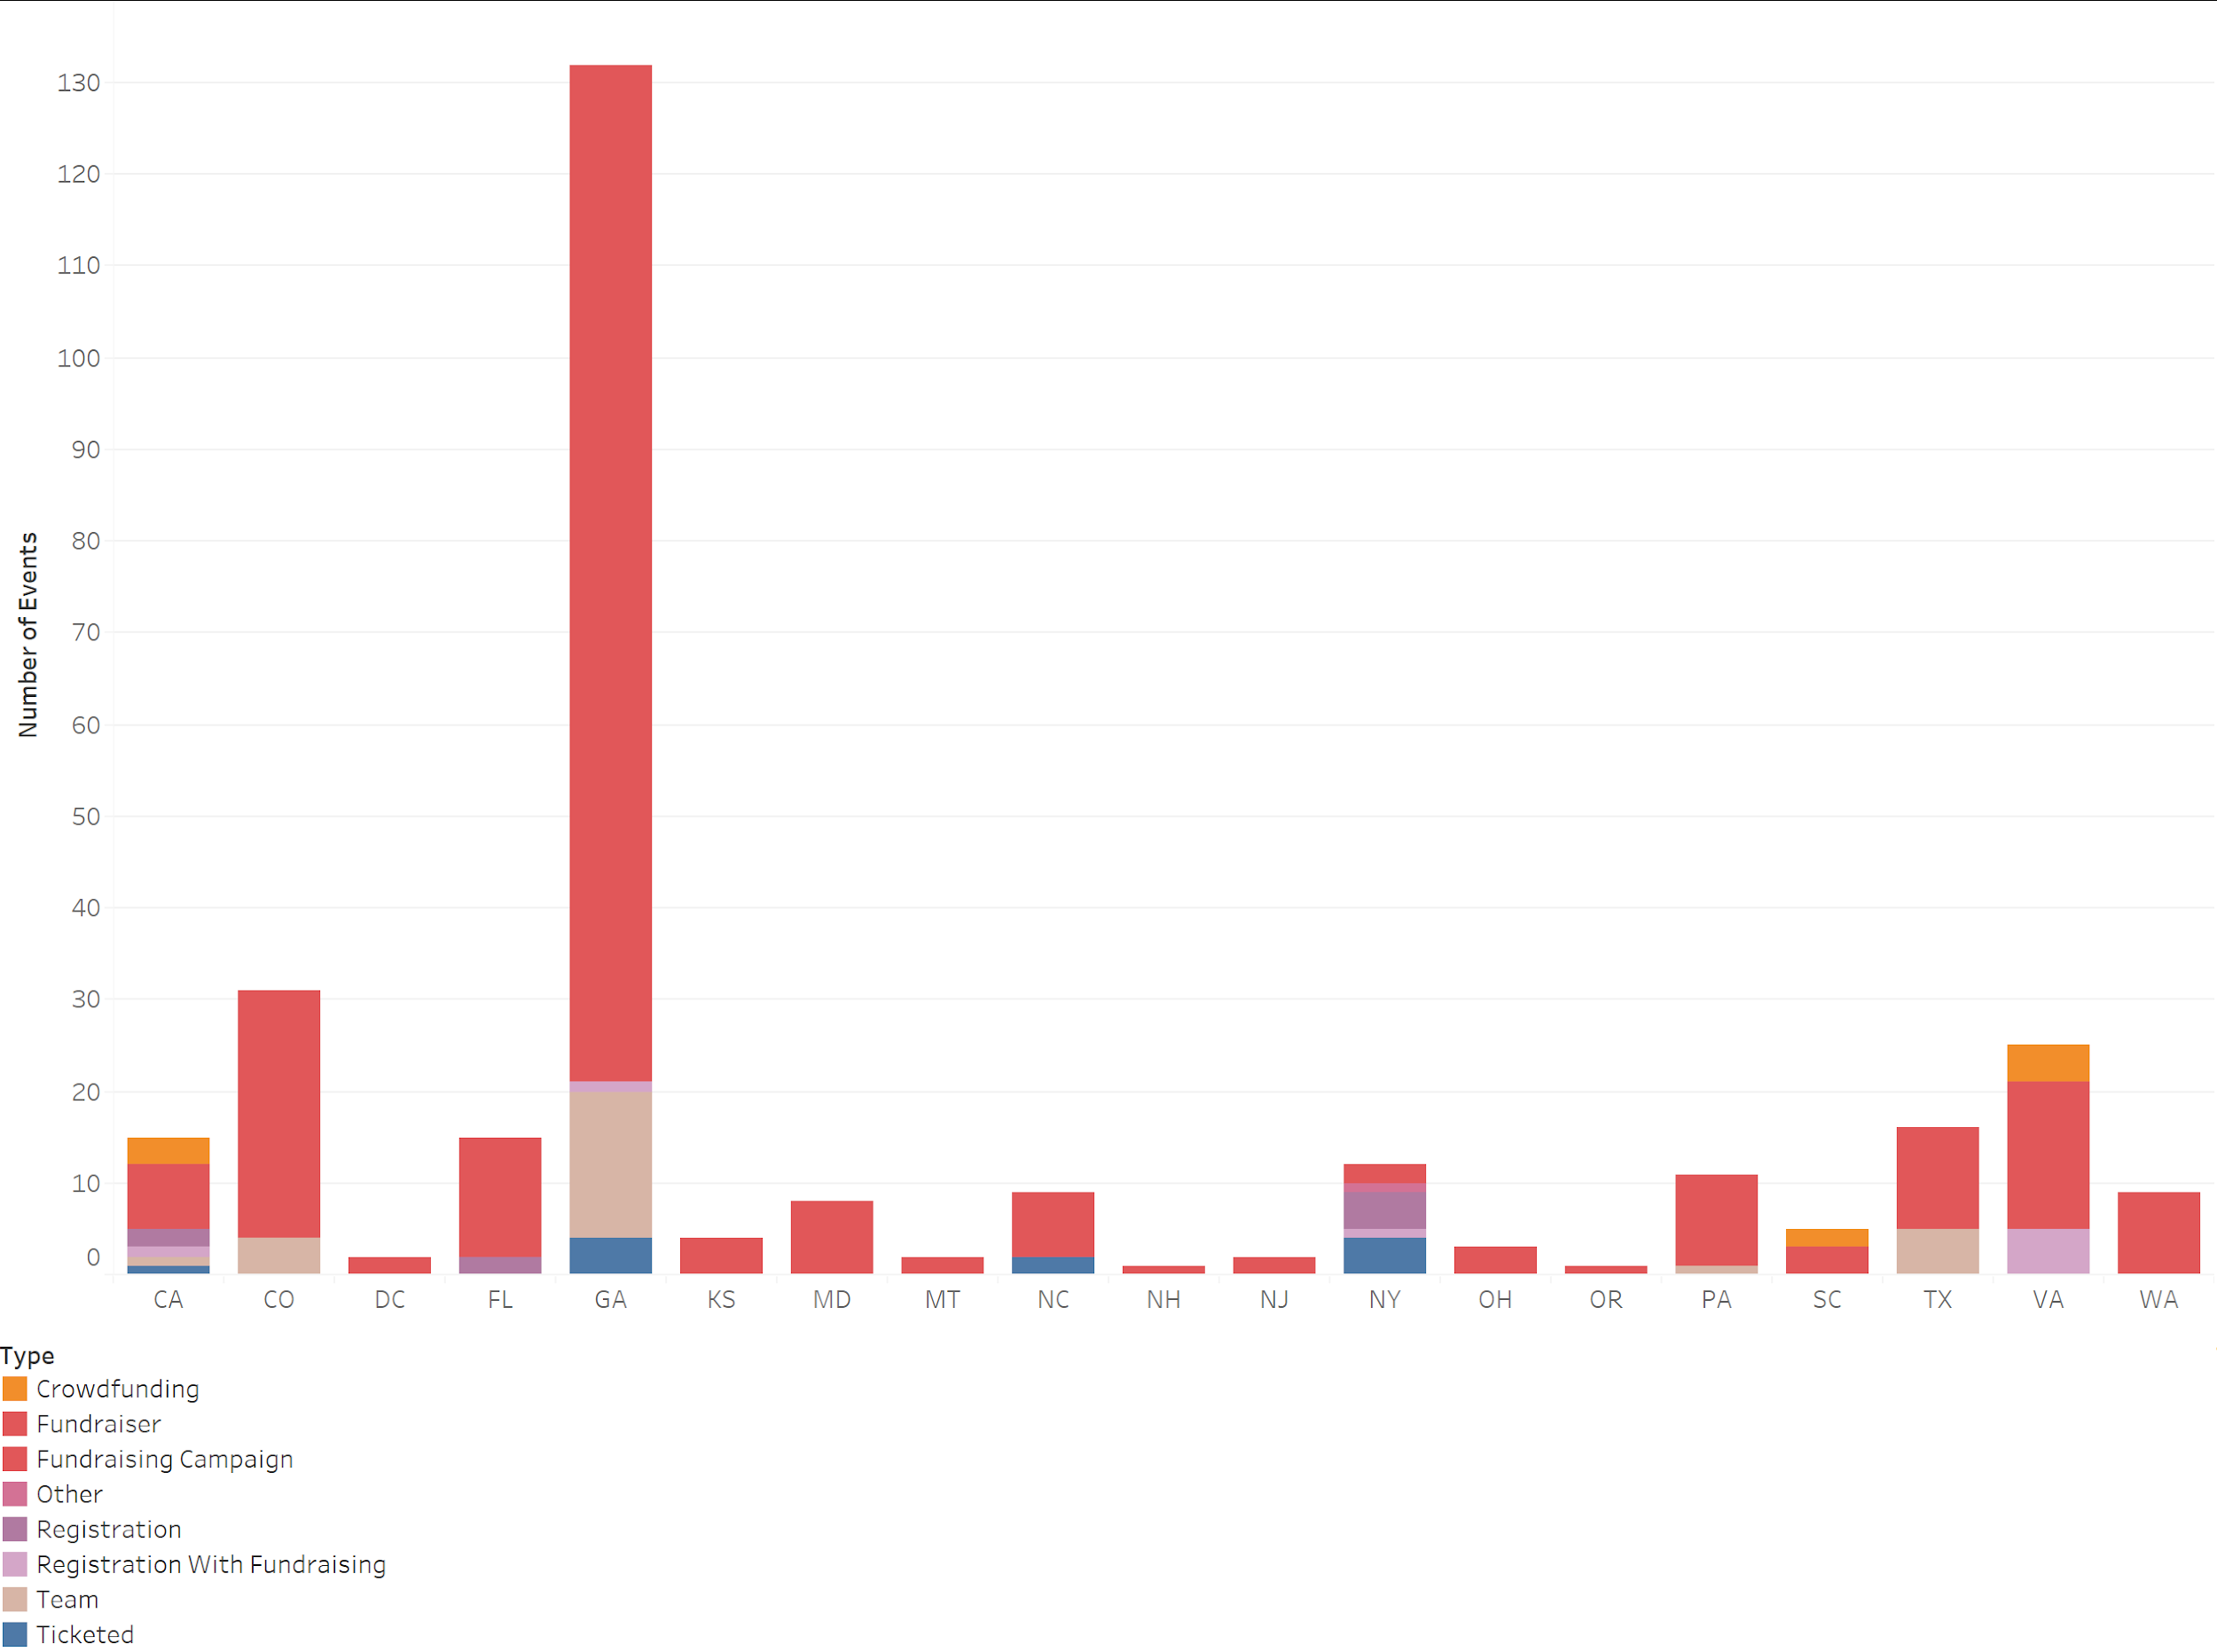 130
120
110
100
90
80
70
60
50
40
30
20
10
0
Number of Events
CA CO DC FL GA KS MD MT NC NH NJ NY OH OR PA SC TX VA WA
Type
Crowdfunding
Fundraiser
Fundraising Campaign
Other
Registration
Registration With Fundraising
Team
Ticketed